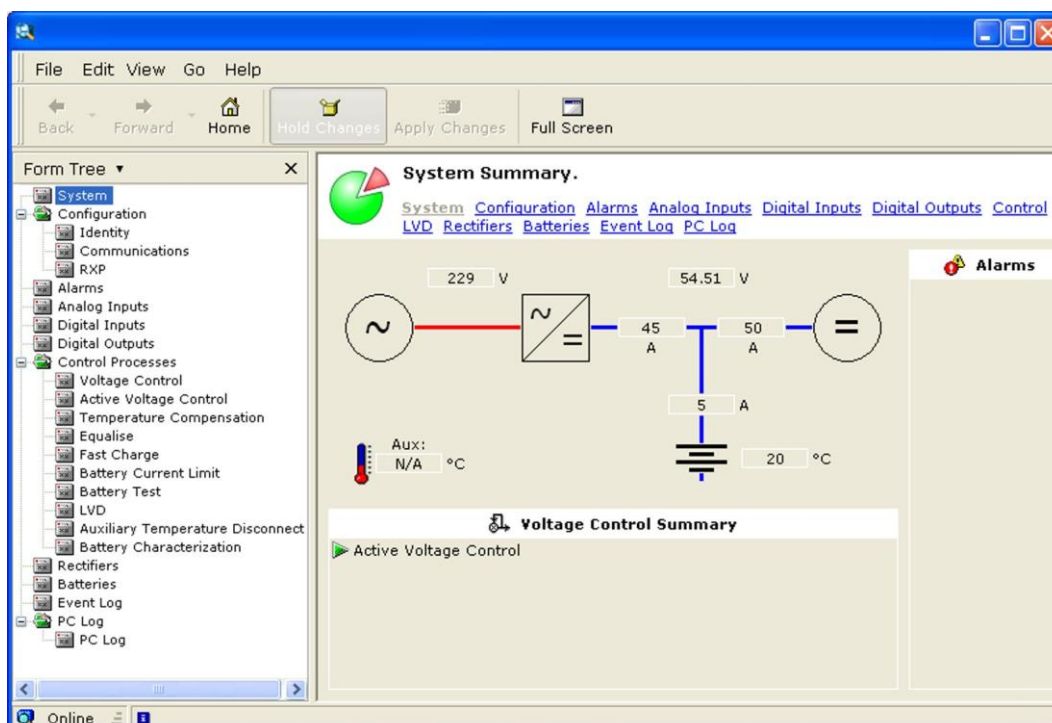 File Edit View Go Help
Back Forward Home Hold Changes Apply Changes Full Screen
Form Tree
System
Configuration
Identity
Communications
RXP
Alarms
Analog Inputs
Digital Inputs
Digital Outputs
Control Processes
Voltage Control
Active Voltage Control
Temperature Compensation
Equalise
Fast Charge
Battery Current Limit
Battery Test
LVD
Auxiliary Temperature Disconnect
Battery Characterization
Rectifiers
Batteries
Event Log
PC Log
PC Log
System Summary.
System Configuration Alarms Analog Inputs Digital Inputs Digital Outputs Control
LVD Rectifiers Batteries Event Log PC Log
229 V 54.51 V
~ ~ = 45 A 50 A =
5 A
Aux:
N/A °C
20 °C
Voltage Control Summary
Active Voltage Control
Alarms
Online